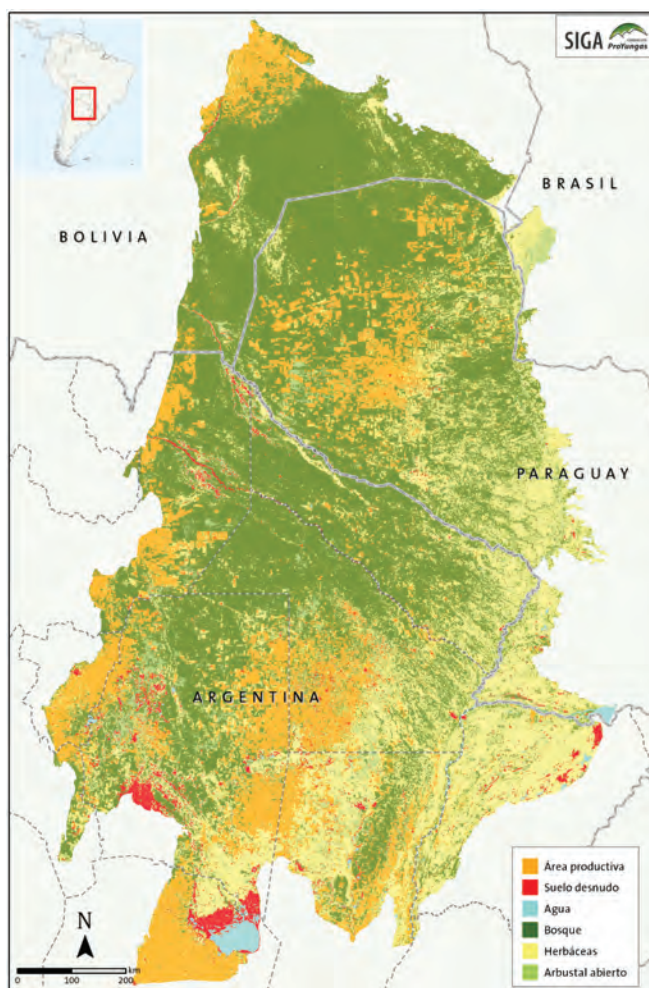 SIGA
FUNDACIÓN
ProYungas
BRASIL
BOLIVIA
PARAGUAY
ARGENTINA
Área productiva
Suelo desnudo
Agua
Bosque
Herbáceas
Arbustal abierto
N
km
0 100 200